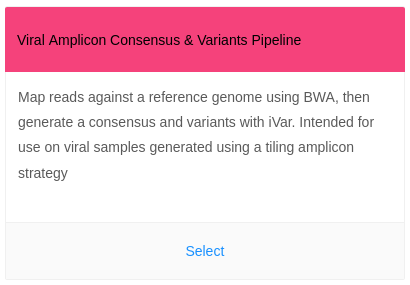 Viral Amplicon Consensus & Variants Pipeline
Map reads against a reference genome using BWA, then
generate a consensus and variants with iVar. Intended for
use on viral samples generated using a tiling amplicon
strategy
Select